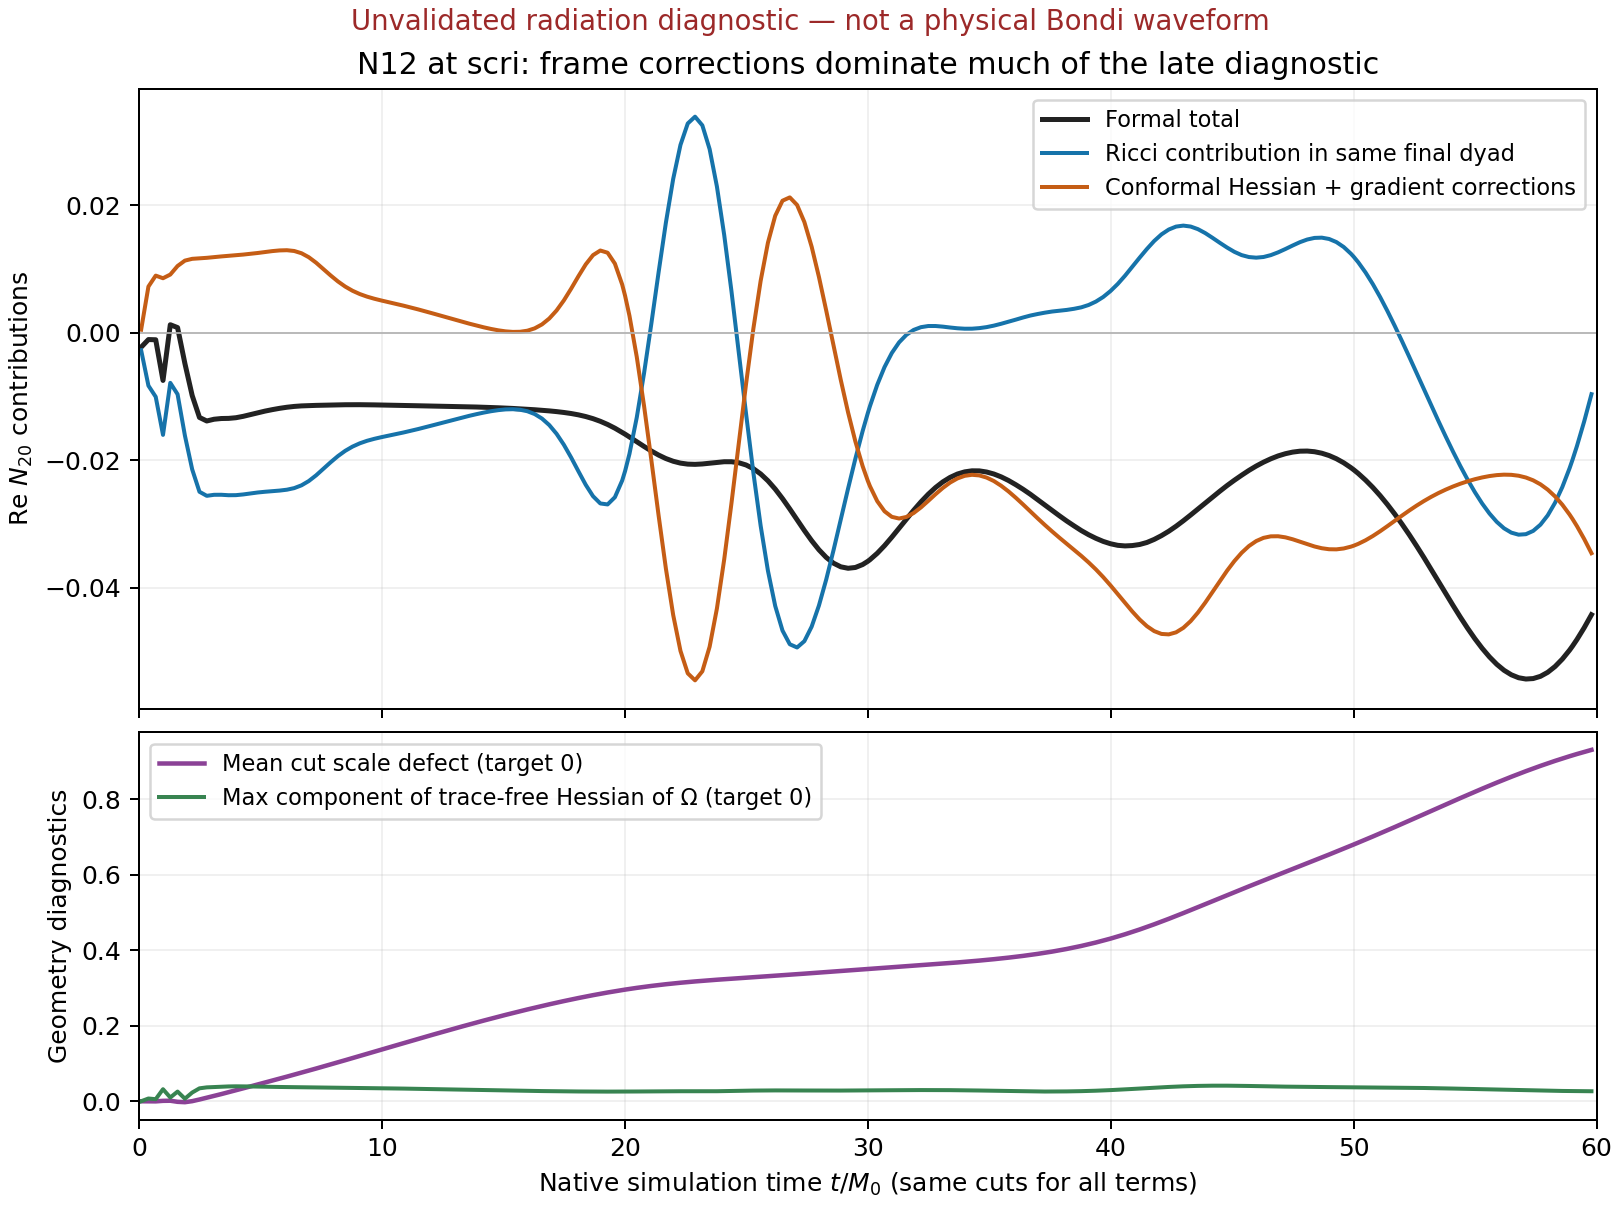 Unvalidated radiation diagnostic — not a physical Bondi waveform
N12 at scri: frame corrections dominate much of the late diagnostic
Formal total
Ricci contribution in same final dyad
Conformal Hessian + gradient corrections
Re N₂₀ contributions
0.02
0.00
−0.02
−0.04
Mean cut scale defect (target 0)
Max component of trace-free Hessian of Ω (target 0)
Geometry diagnostics
0.8
0.6
0.4
0.2
0.0
0 10 20 30 40 50 60
Native simulation time t/M₀ (same cuts for all terms)